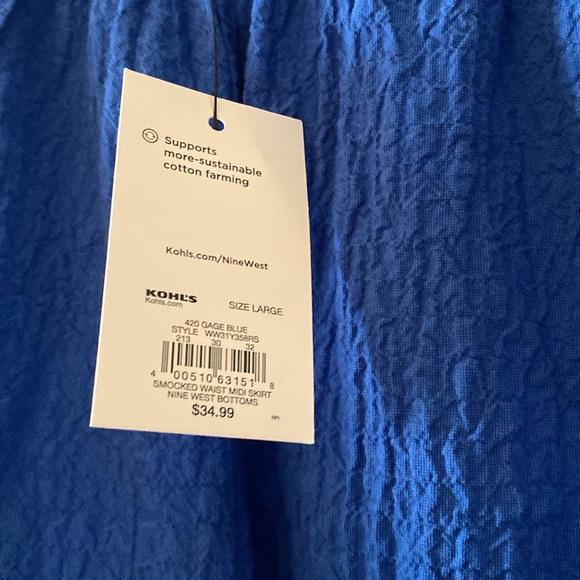 Supports
more-sustainable
cotton farming
Kohls.com/NineWest
KOHL'S
Kohls.com
SIZE LARGE
420 GAGE BLUE
STYLE WW31Y358RS
213 30 32
4 00510 63151 8
SMOCKED WAIST MIDI SKIRT
NINE WEST BOTTOMS
$34.99